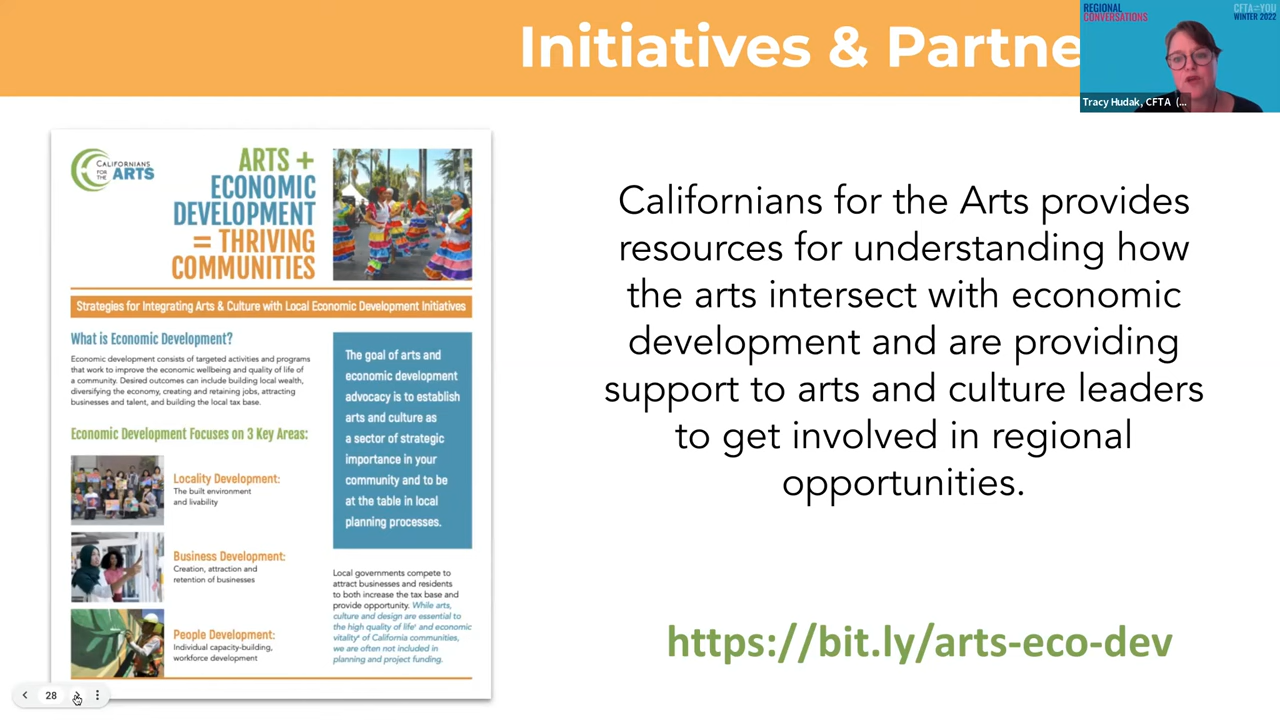 Initiatives & Partne
REGIONAL
CONVERSATIONS
CFTA
YOU
WINTER 2022
Tracy Hudak, CFTA (...
CALIFORNIANS
FOR THE ARTS
ARTS +
ECONOMIC
DEVELOPMENT
= THRIVING
COMMUNITIES
Strategies for Integrating Arts & Culture with Local Economic Development Initiatives
What is Economic Development?
Economic development consists of targeted activities and programs
that work to improve the economic wellbeing and quality of life of
a community. Desired outcomes can include building local wealth,
diversifying the economy, creating and retaining jobs, attracting
businesses and talent, and building the local tax base.
Economic Development Focuses on 3 Key Areas:
Locality Development:
The built environment
and livability
Business Development:
Creation, attraction and
retention of businesses
People Development:
Individual capacity-building,
workforce development
The goal of arts and
economic development
advocacy is to establish
arts and culture as
a sector of strategic
importance in your
community and to be
at the table in local
planning processes.
Local governments compete to
attract businesses and residents
to both increase the tax base and
provide opportunity. While arts,
culture and design are essential to
the high quality of life and economic
vitality of California communities,
we are often not included in
planning and project funding.
Californians for the Arts provides
resources for understanding how
the arts intersect with economic
development and are providing
support to arts and culture leaders
to get involved in regional
opportunities.
https://bit.ly/arts-eco-dev
28